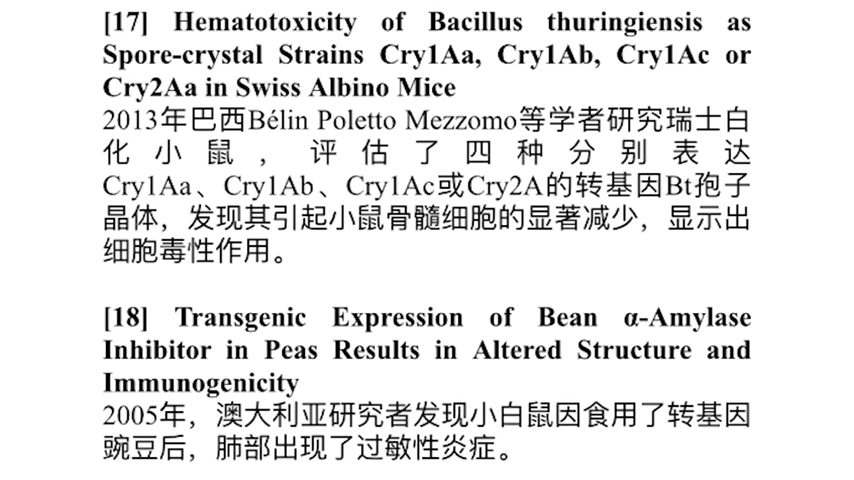 [17] Hematotoxicity of Bacillus thuringiensis as
Spore-crystal Strains Cry1Aa, Cry1Ab, Cry1Ac or
Cry2Aa in Swiss Albino Mice
2013年巴西Bélin Poletto Mezzomo等学者研究瑞士白
化小鼠，评估了四种分别表达
Cry1Aa、Cry1Ab、Cry1Ac或Cry2A的转基因Bt孢子
晶体，发现其引起小鼠骨髓细胞的显著减少，显示出
细胞毒性作用。
[18] Transgenic Expression of Bean α-Amylase
Inhibitor in Peas Results in Altered Structure and
Immunogenicity
2005年，澳大利亚研究者发现小白鼠因食用了转基因
豌豆后，肺部出现了过敏性炎症。